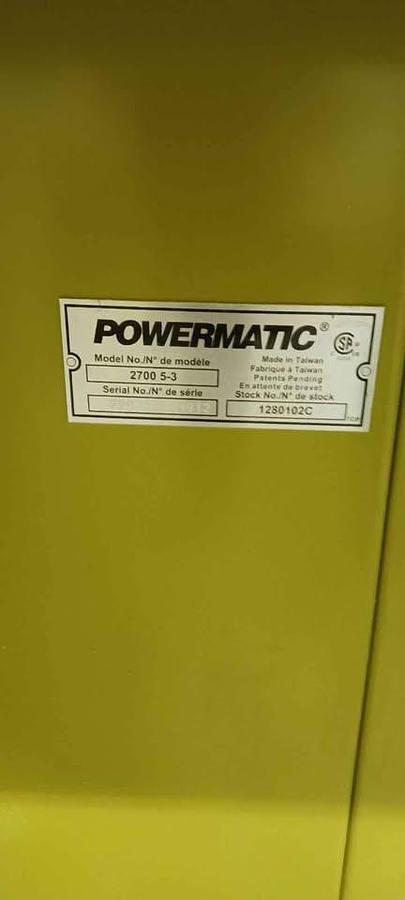 POWERMATIC®
Model No./N° de modèle
2700 5-3
Serial No./N° de série
Made in Taiwan
Fabriqué à Taiwan
Patents Pending
En attente de brevet
Stock No./N° de stock
1280102C